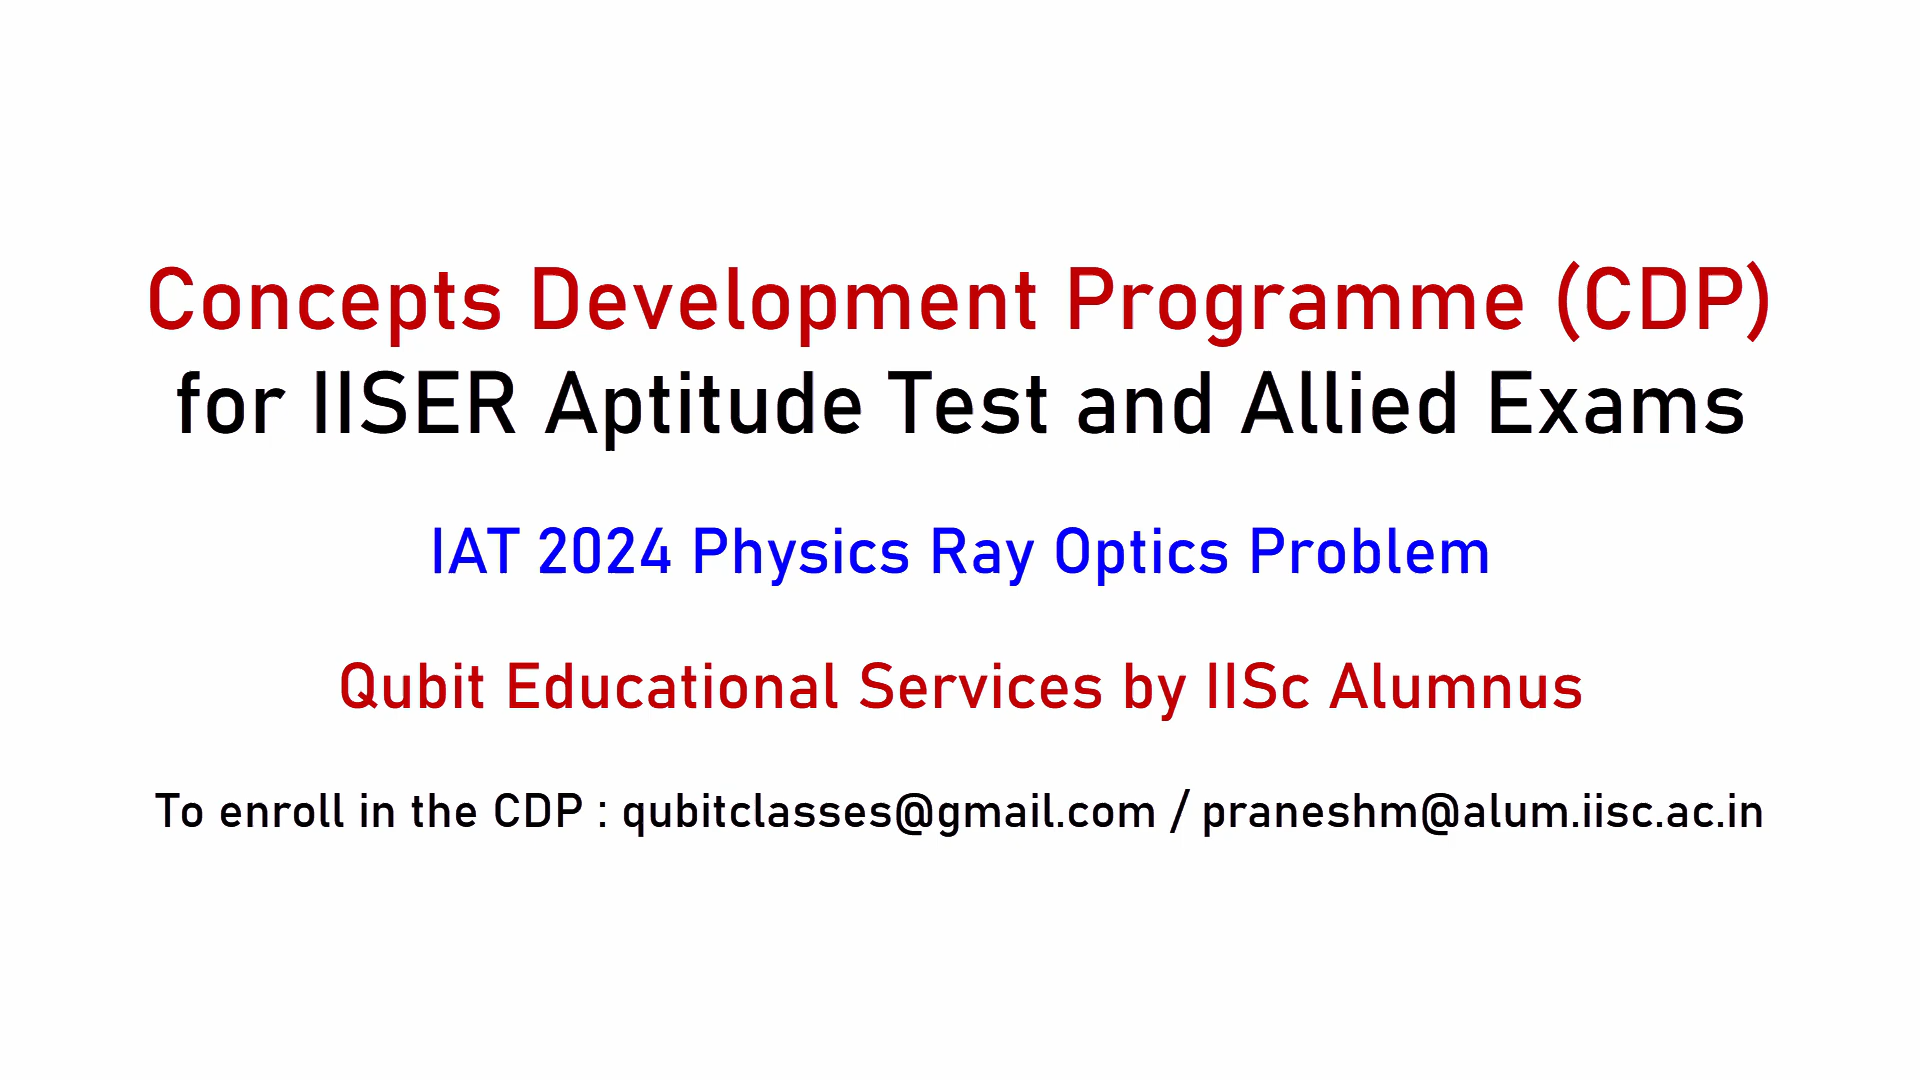 Concepts Development Programme (CDP)
for IISER Aptitude Test and Allied Exams
IAT 2024 Physics Ray Optics Problem
Qubit Educational Services by IISc Alumnus
To enroll in the CDP : qubitclasses@gmail.com / praneshm@alum.iisc.ac.in